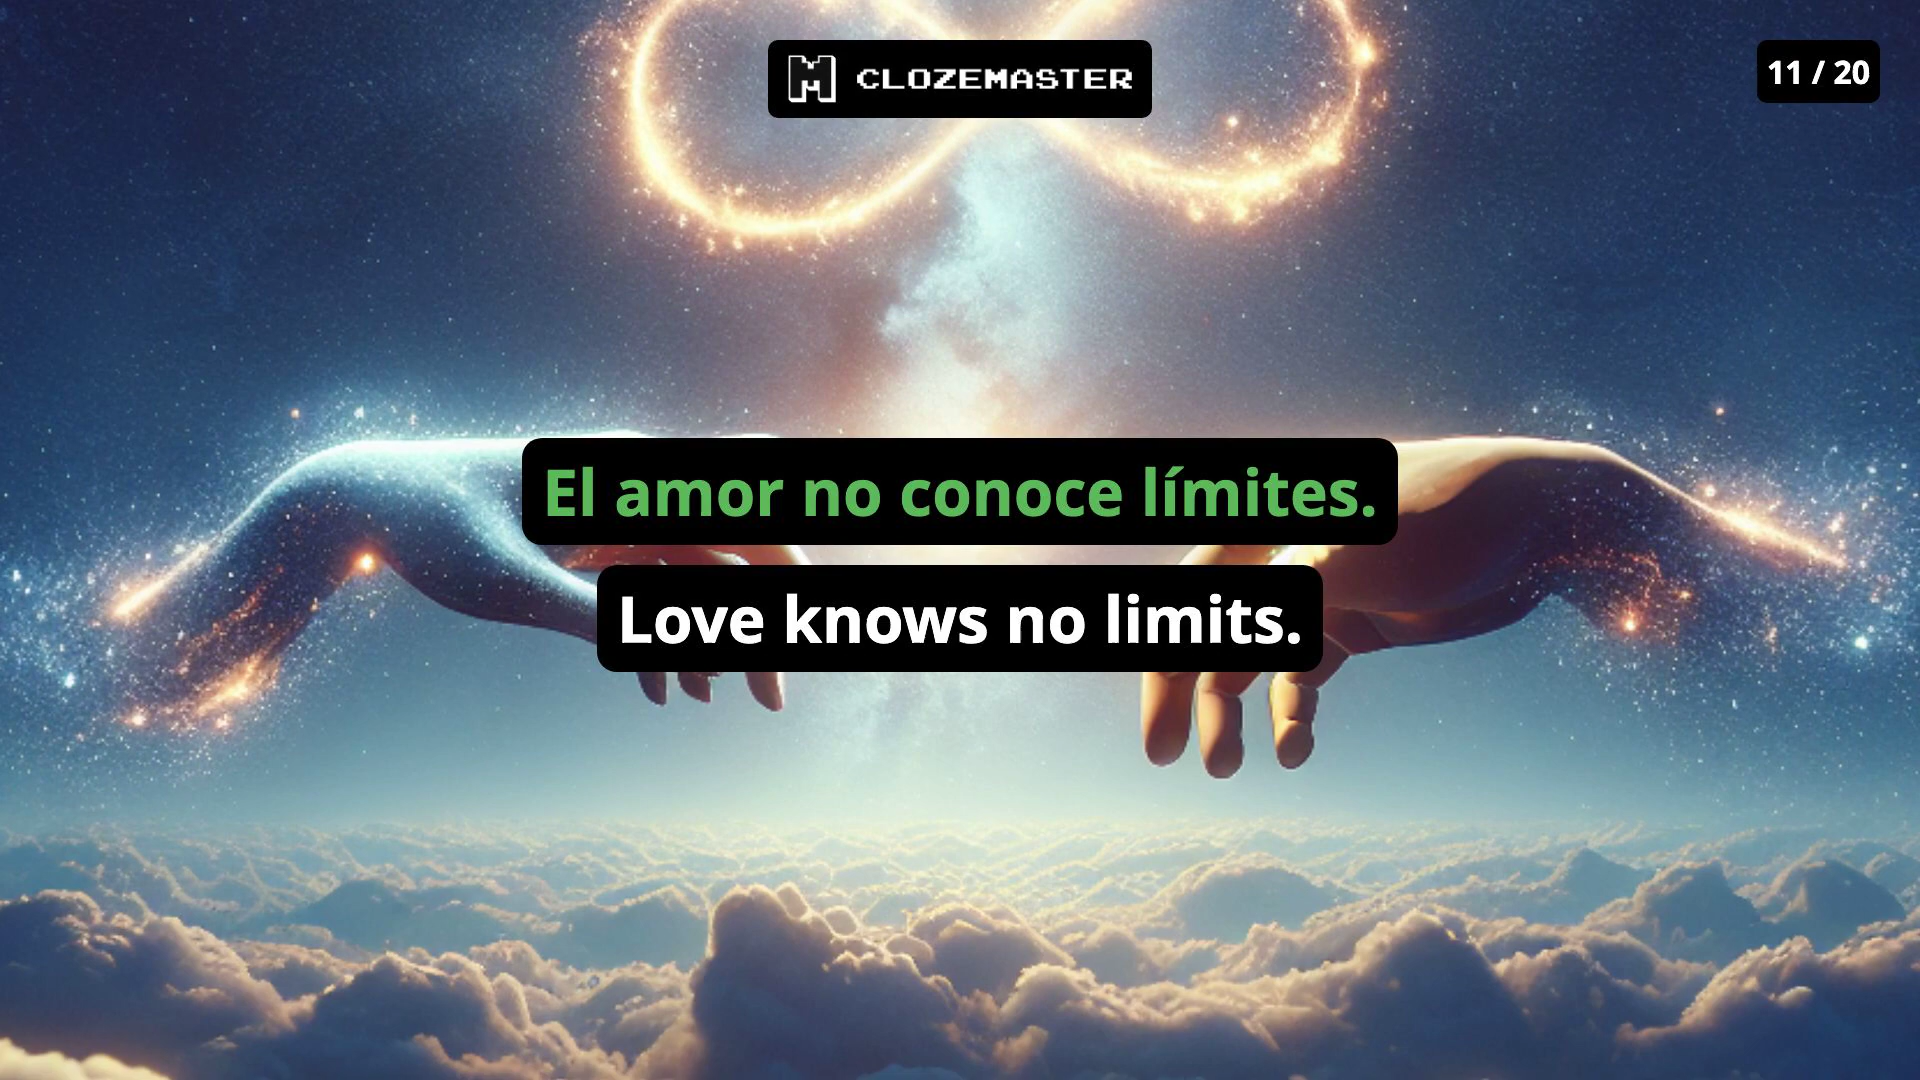 CLOZEMASTER
11 / 20
El amor no conoce límites.
Love knows no limits.